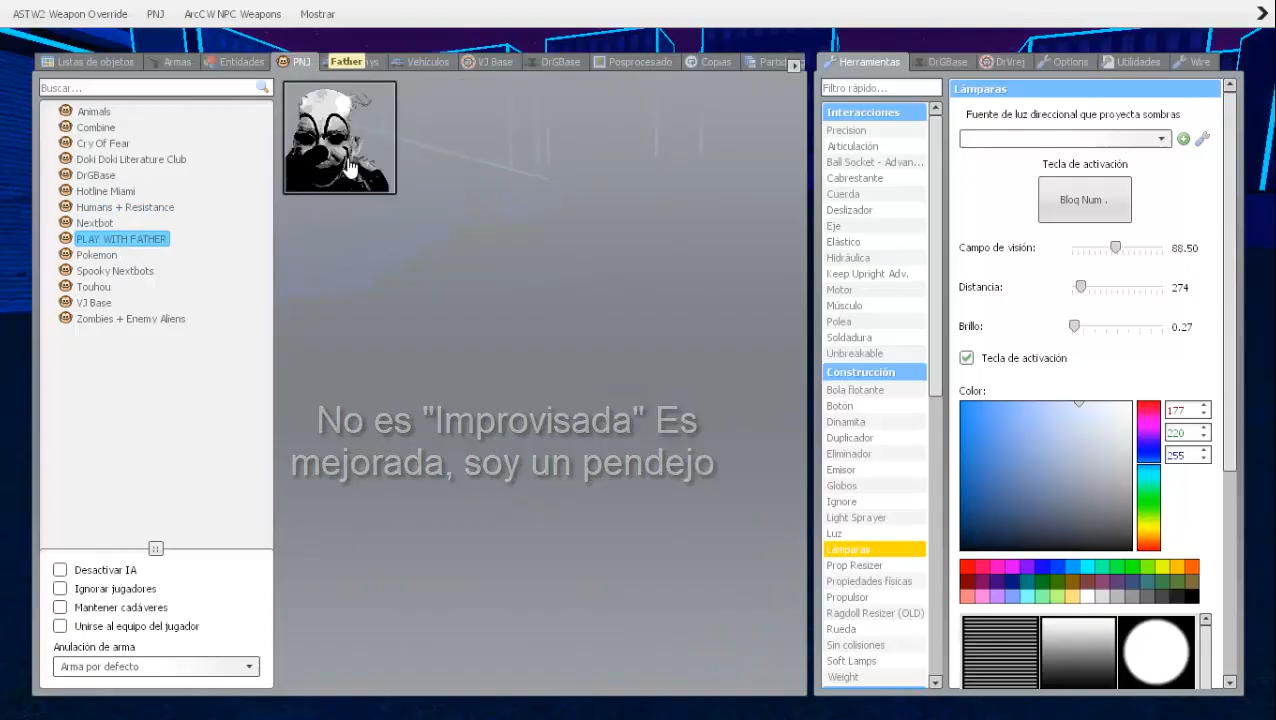 ASTW2 Weapon Override PNJ ArcCW NPC Weapons Mostrar
Listas de objetos Armas Entidades PNJ Father Vehículos VJ Base DrGBase Posprocesado Copias
Buscar...
Animals
Combine
Cry Of Fear
Doki Doki Literature Club
DrGBase
Hotline Miami
Humans + Resistance
Nextbot
PLAY WITH FATHER
Pokemon
Spooky Nextbots
Touhou
VJ Base
Zombies + Enemy Aliens
Desactivar IA
Ignorar jugadores
Mantener cadáveres
Unirse al equipo del jugador
Anulación de arma
Arma por defecto
No es "Improvisada" Es
mejorada, soy un pendejo
Herramientas DrGBase DrVrej Options Utilidades Wire
Filtro rápido...
Interacciones
Precision
Articulación
Ball Socket - Advan...
Cabrestante
Cuerda
Deslizador
Eje
Elástico
Hidráulica
Keep Upright Adv.
Motor
Músculo
Polea
Soldadura
Unbreakable
Construcción
Bola flotante
Botón
Dinamita
Duplicador
Eliminador
Emisor
Globos
Ignore
Light Sprayer
Luz
Lámparas
Prop Resizer
Propiedades físicas
Propulsor
Ragdoll Resizer (OLD)
Rueda
Sin colisiones
Soft Lamps
Weight
Lámparas
Fuente de luz direccional que proyecta sombras
Tecla de activación
Bloq Num .
Campo de visión: 88.50
Distancia: 274
Brillo: 0.27
Tecla de activación
Color:
177
220
255